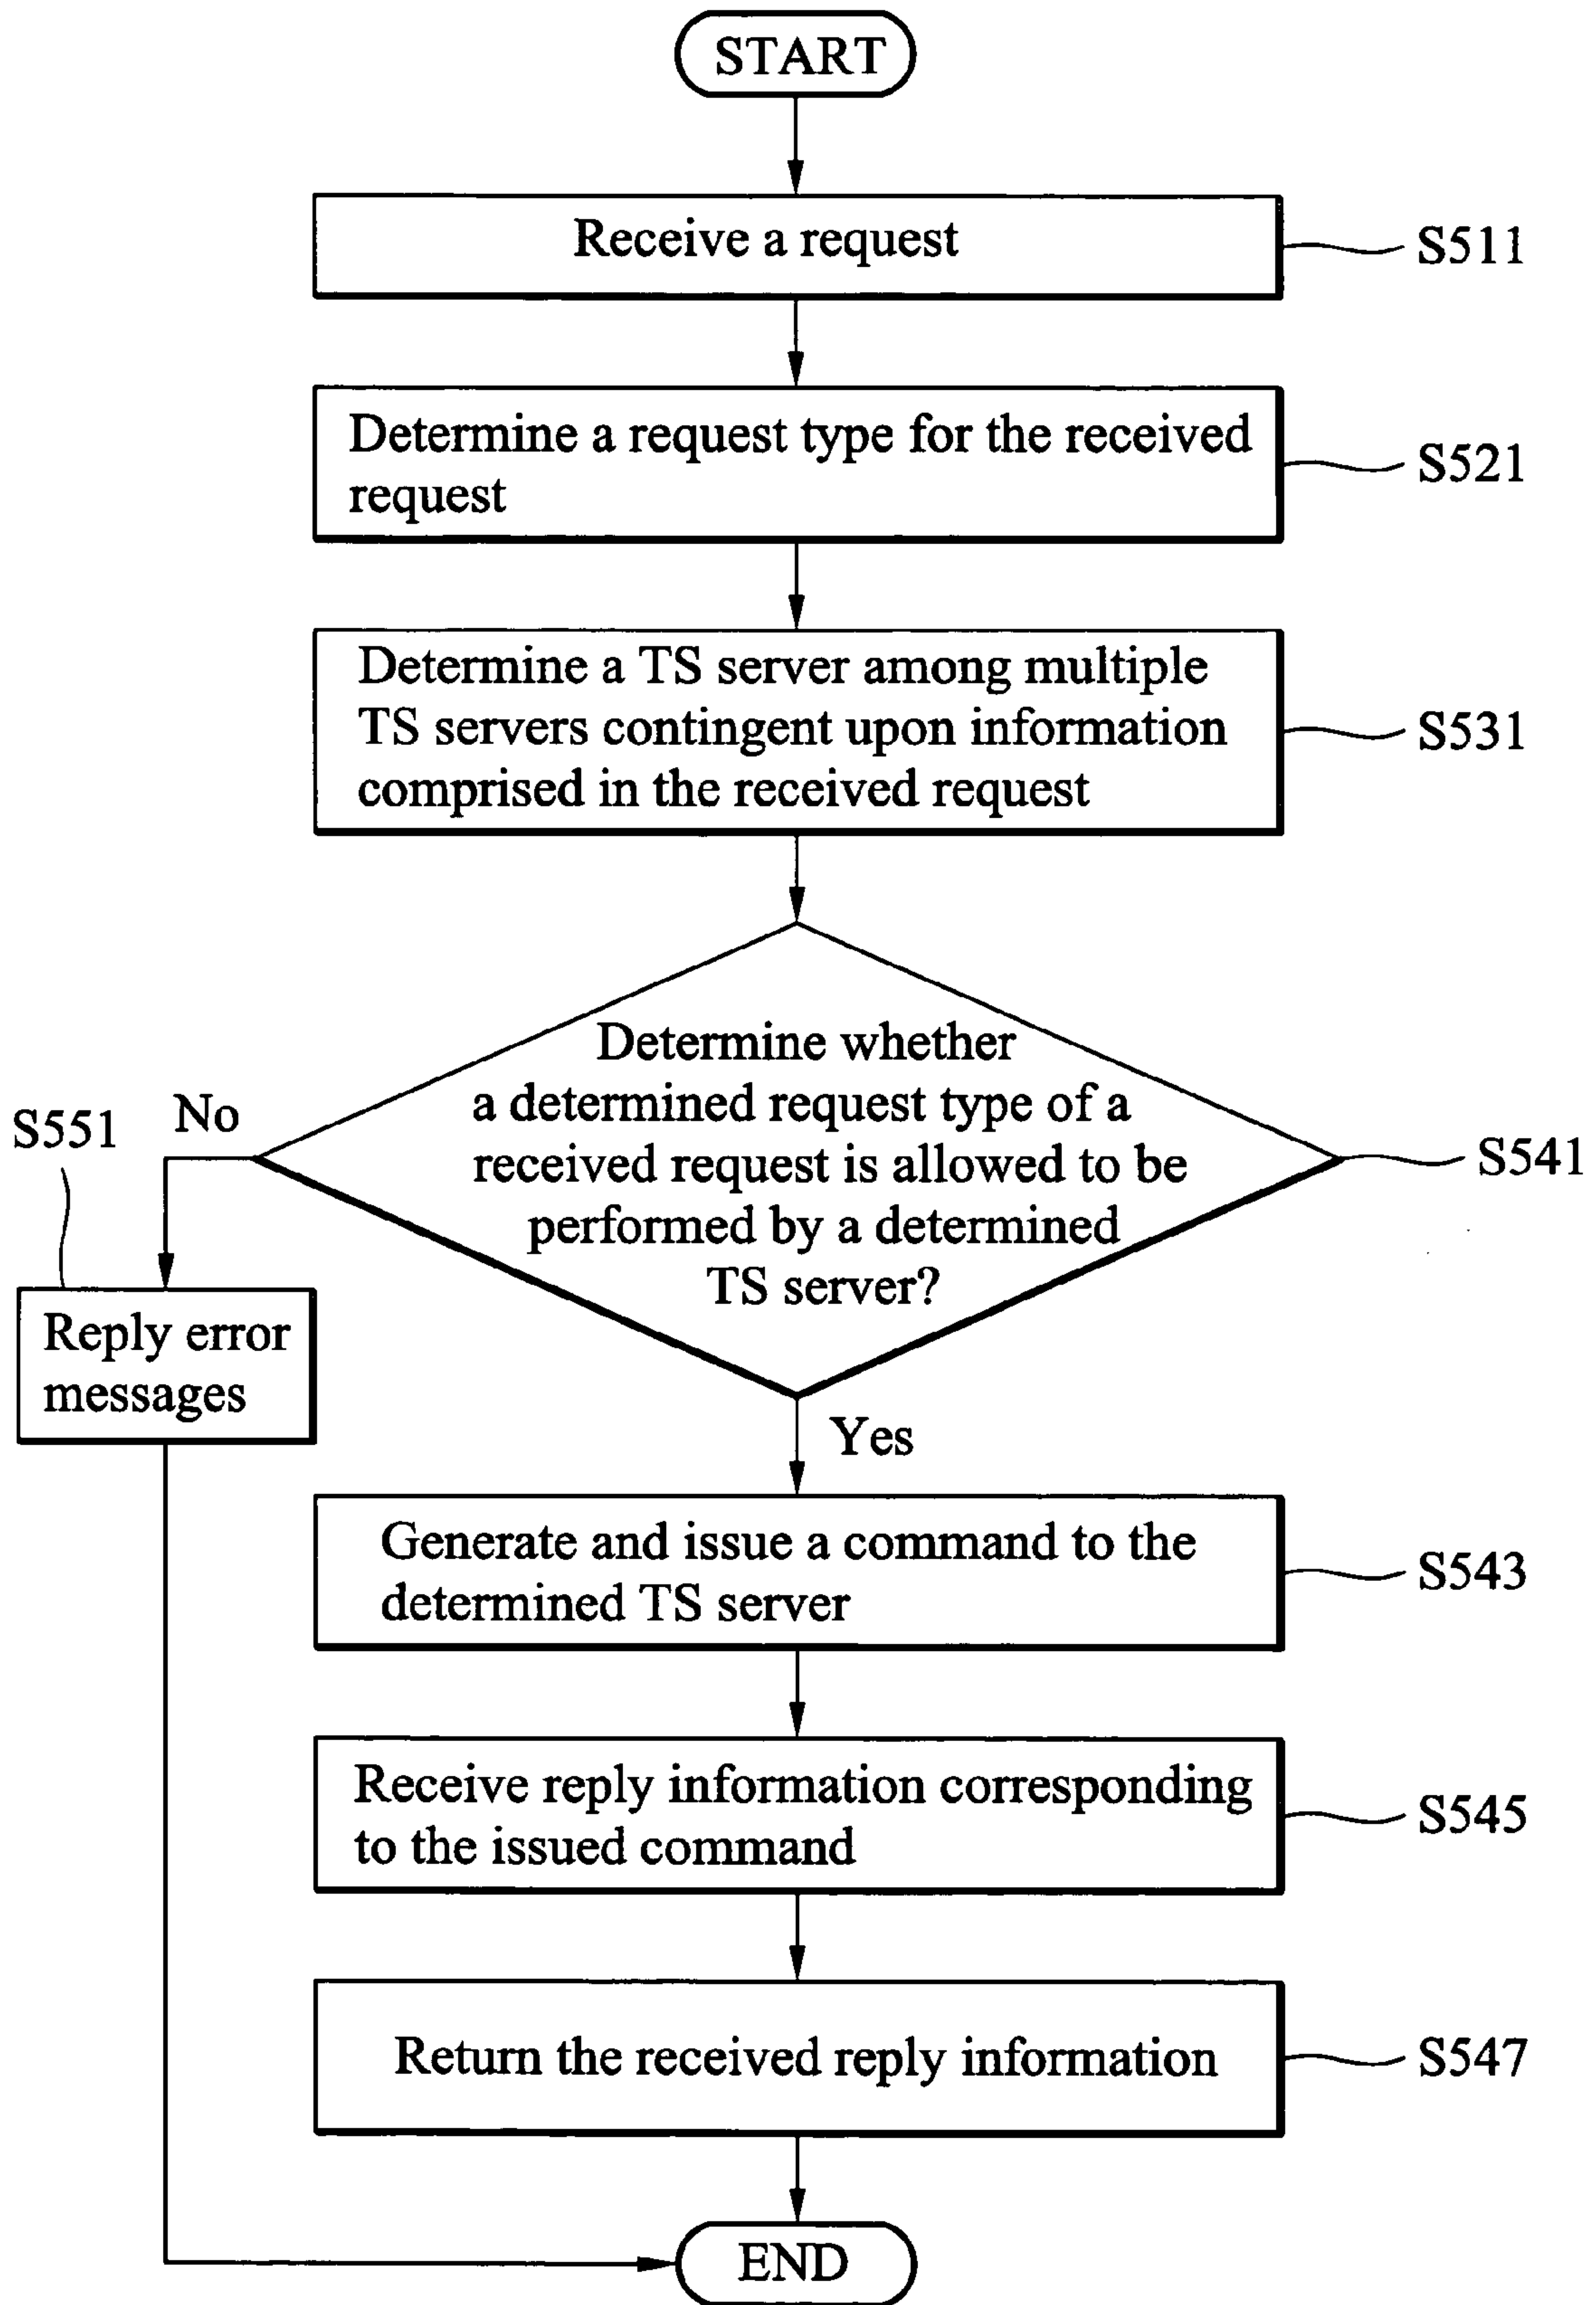 START
Receive a request
S511
Determine a request type for the received
request
S521
Determine a TS server among multiple
TS servers contingent upon information
comprised in the received request
S531
Determine whether
a determined request type of a
received request is allowed to be
performed by a determined
TS server?
S541
No
S551
Reply error
messages
Yes
Generate and issue a command to the
determined TS server
S543
Receive reply information corresponding
to the issued command
S545
Return the received reply information
S547
END